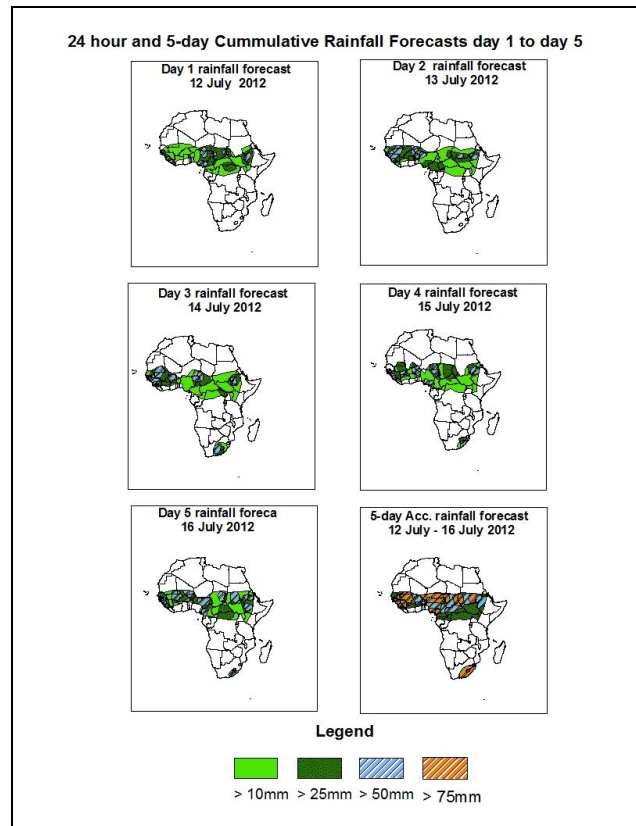 24 hour and 5-day Cummulative Rainfall Forecasts day 1 to day 5
Day 1 rainfall forecast
12 July 2012
Day 2 rainfall forecast
13 July 2012
Day 3 rainfall forecast
14 July 2012
Day 4 rainfall forecast
15 July 2012
Day 5 rainfall foreca
16 July 2012
5-day Acc. rainfall forecast
12 July - 16 July 2012
Legend
> 10mm > 25mm > 50mm > 75mm